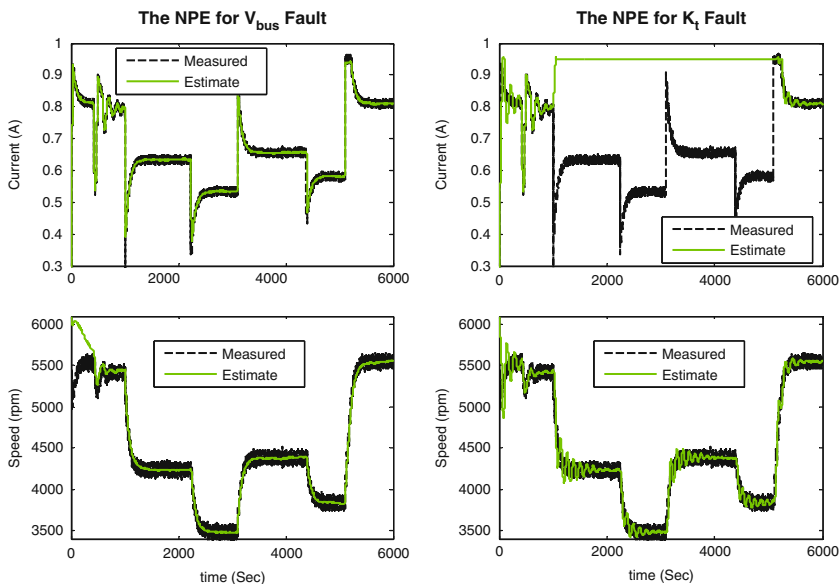 The NPE for V_bus Fault
Current (A)
1
0.9
0.8
0.7
0.6
0.5
0.4
0.3
Measured
Estimate
0
2000
4000
6000
The NPE for K_t Fault
Current (A)
1
0.9
0.8
0.7
0.6
0.5
0.4
0.3
Measured
Estimate
0
2000
4000
6000
Speed (rpm)
6000
5500
5000
4500
4000
3500
Measured
Estimate
0
2000
4000
6000
time (Sec)
Speed (rpm)
6000
5500
5000
4500
4000
3500
Measured
Estimate
0
2000
4000
6000
time (Sec)